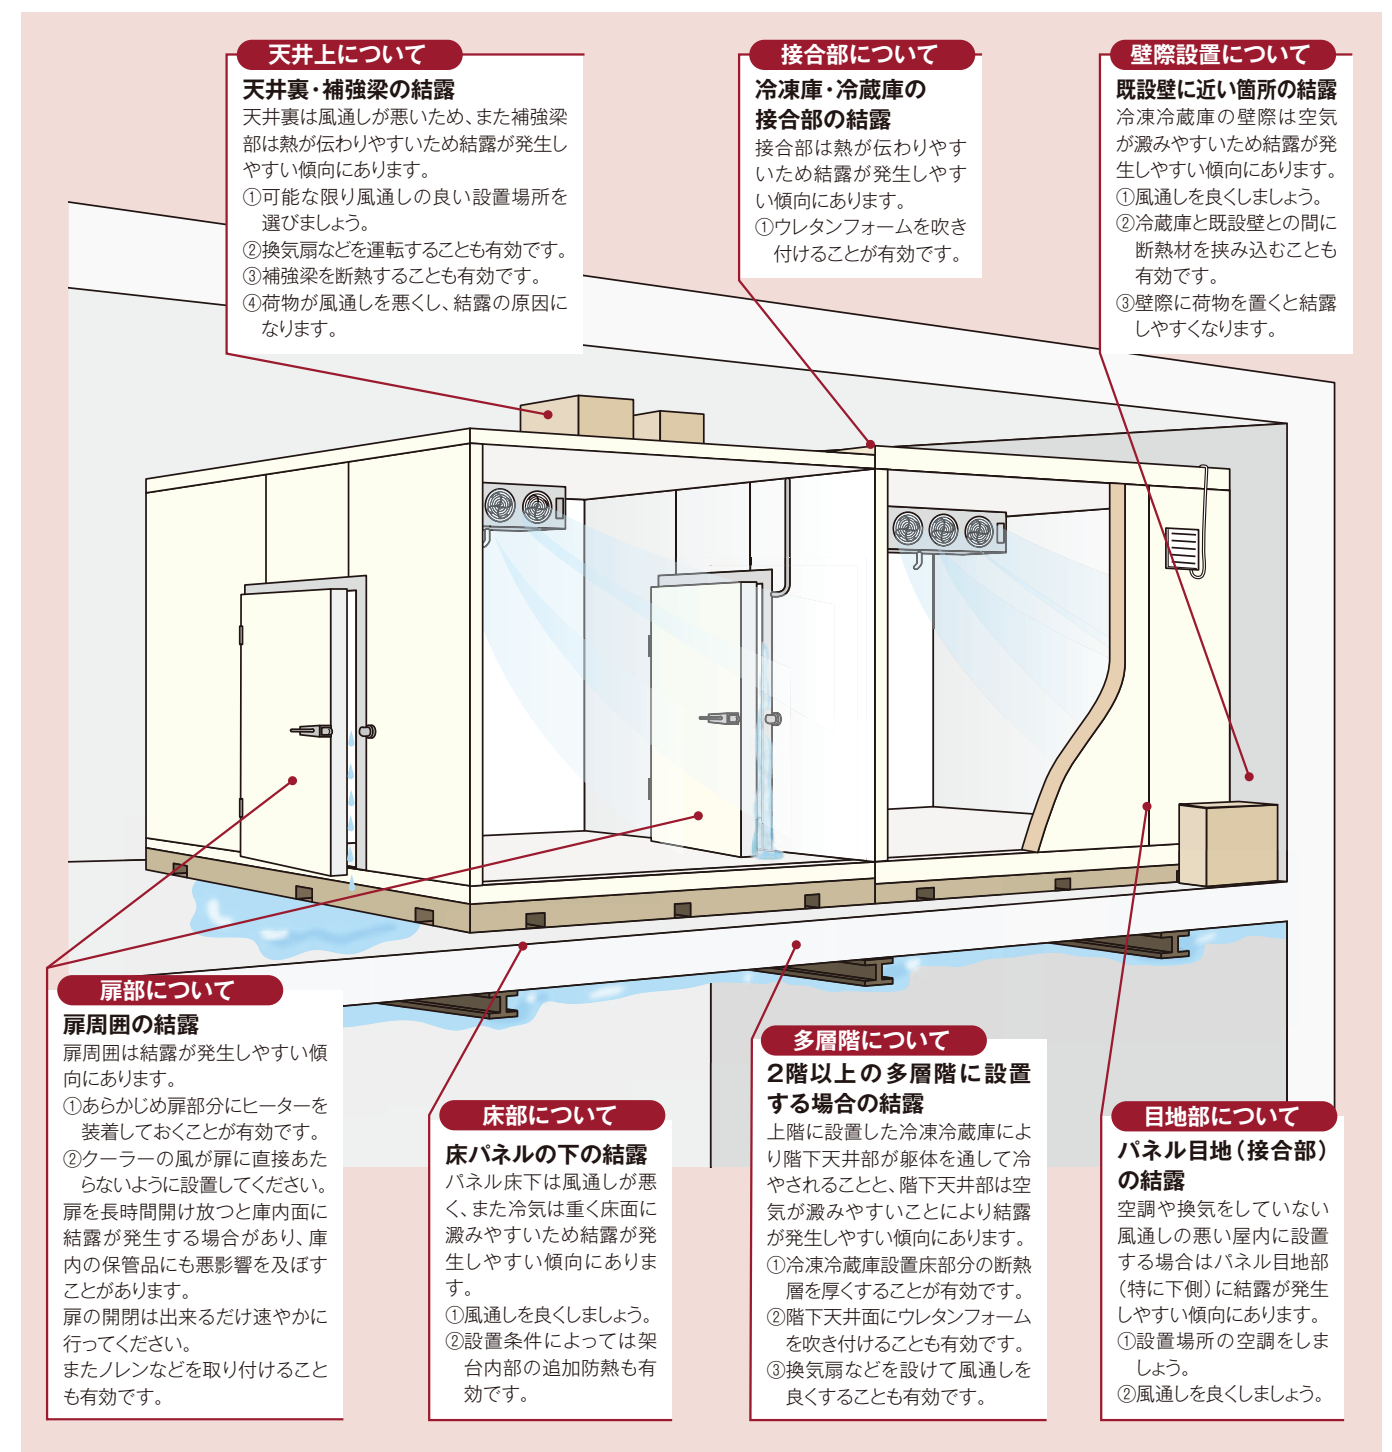 天井上について
天井裏・補強梁の結露
天井裏は風通しが悪いため、また補強梁
部は熱が伝わりやすいため結露が発生し
やすい傾向にあります。
①可能な限り風通しの良い設置場所を
選びましょう。
②換気扇などを運転することも有効です。
③補強梁を断熱することも有効です。
④荷物が風通しを悪くし、結露の原因に
なります。
接合部について
冷凍庫・冷蔵庫の
接合部の結露
接合部は熱が伝わりやす
いため結露が発生しやす
い傾向にあります。
①ウレタンフォームを吹き
付けることが有効です。
壁際設置について
既設壁に近い箇所の結露
冷凍冷蔵庫の壁際は空気
が澱みやすいため結露が発
生しやすい傾向にあります。
①風通しを良くしましょう。
②冷蔵庫と既設壁との間に
断熱材を挟み込むことも
有効です。
③壁際に荷物を置くと結露
しやすくなります。
扉部について
扉周囲の結露
扉周囲は結露が発生しやすい傾
向にあります。
①あらかじめ扉部分にヒーターを
装着しておくことが有効です。
②クーラーの風が扉に直接あた
らないように設置してください。
扉を長時間開け放つと庫内面に
結露が発生する場合があり、庫
内の保管品にも悪影響を及ぼす
ことがあります。
扉の開閉は出来るだけ速やかに
行ってください。
またノレンなどを取り付けること
も有効です。
床部について
床パネルの下の結露
パネル床下は風通しが悪
く、また冷気は重く床面に
澱みやすいため結露が発
生しやすい傾向にありま
す。
①風通しを良くしましょう。
②設置条件によっては架
台内部の追加防熱も有
効です。
多層階について
2階以上の多層階に設置
する場合の結露
上階に設置した冷凍冷蔵庫によ
り階下天井部が躯体を通して冷
やされることと、階下天井部は空
気が澱みやすいことにより結露
が発生しやすい傾向にあります。
①冷凍冷蔵庫設置床部分の断熱
層を厚くすることが有効です。
②階下天井面にウレタンフォーム
を吹き付けることも有効です。
③換気扇などを設けて風通しを
良くすることも有効です。
目地部について
パネル目地(接合部)
の結露
空調や換気をしていない
風通しの悪い屋内に設置
する場合はパネル目地部
(特に下側)に結露が発生
しやすい傾向にあります。
①設置場所の空調をしま
しょう。
②風通しを良くしましょう。